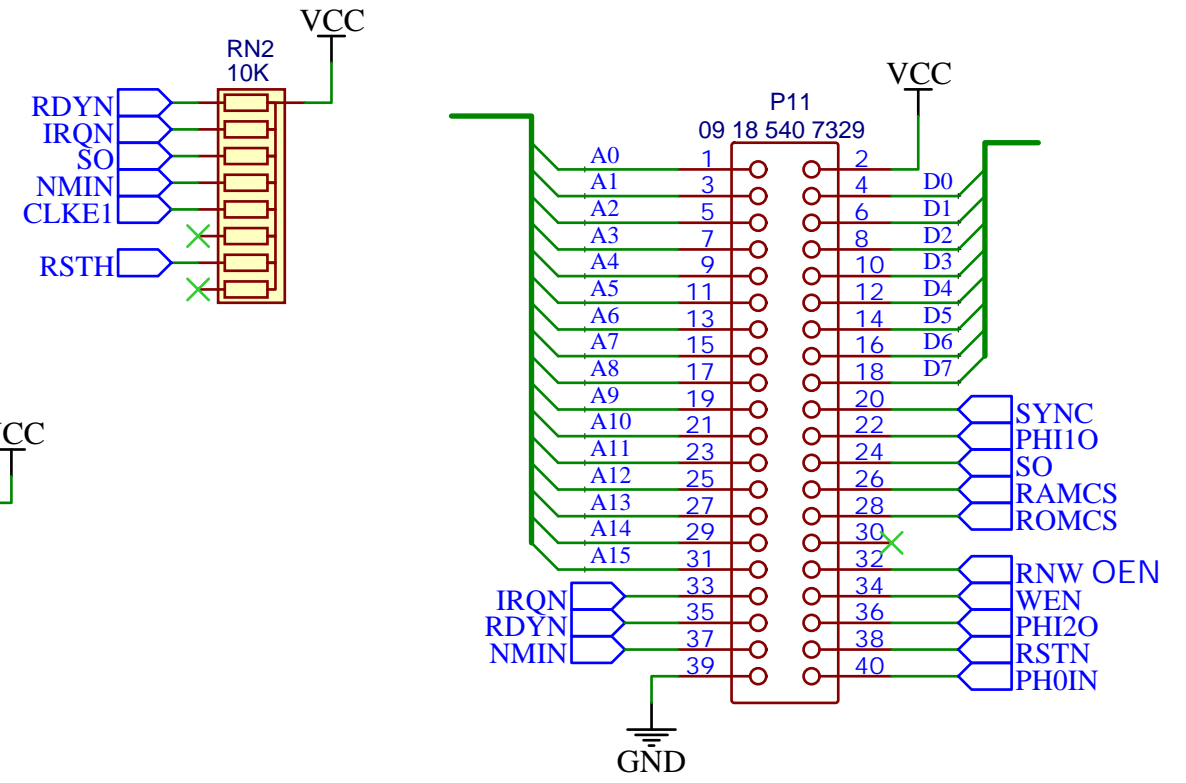 VCC
RN2
10K
RDYN
IRQN
SO
NMIN
CLKE1
RSTH
CC
VCC
P11
09 18 540 7329
A0 1 2
A1 3 4 D0
A2 5 6 D1
A3 7 8 D2
A4 9 10 D3
A5 11 12 D4
A6 13 14 D5
A7 15 16 D6
A8 17 18 D7
A9 19 20 SYNC
A10 21 22 PHI1O
A11 23 24 SO
A12 25 26 RAMCS
A13 27 28 ROMCS
A14 29 30
A15 31 32 RNW OEN
IRQN 33 34 WEN
RDYN 35 36 PHI2O
NMIN 37 38 RSTN
39 40 PH0IN
GND